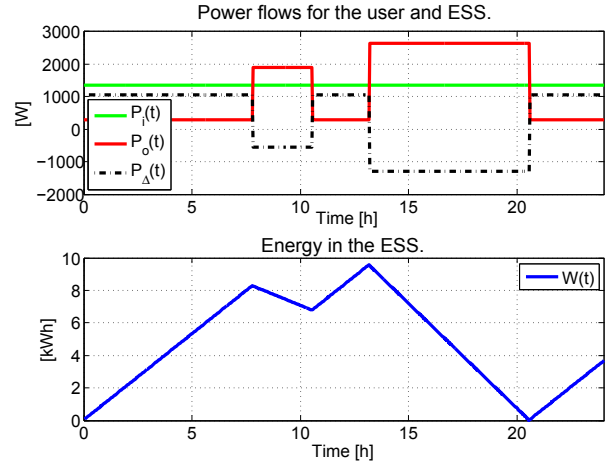 Power flows for the user and ESS.
3000
2000
1000
0
−1000
−2000
[W]
P_i(t)
P_o(t)
P_Δ(t)
0
5
10
15
20
Time [h]
Energy in the ESS.
10
8
6
4
2
0
[kWh]
W(t)
0
5
10
15
20
Time [h]